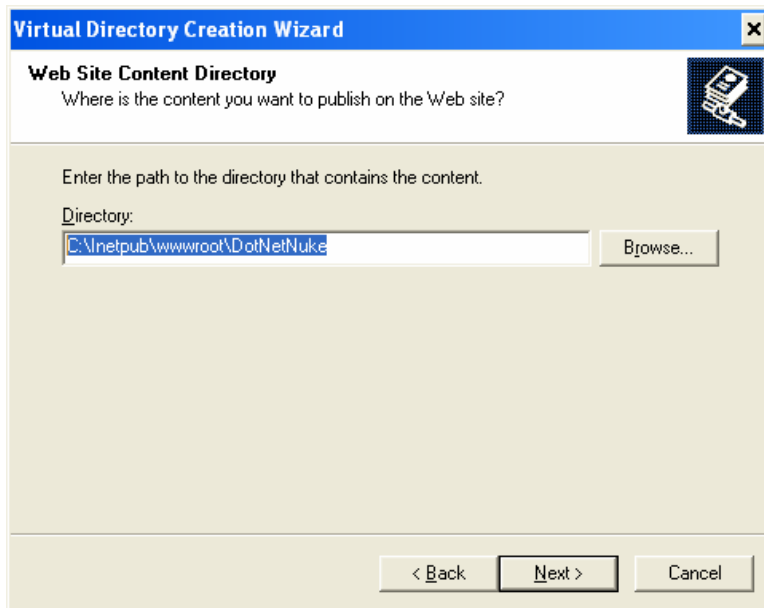 Virtual Directory Creation Wizard
Web Site Content Directory
Where is the content you want to publish on the Web site?
Enter the path to the directory that contains the content.
Directory:
C:\Inetpub\wwwroot\DotNetNuke
Browse...
< Back
Next >
Cancel